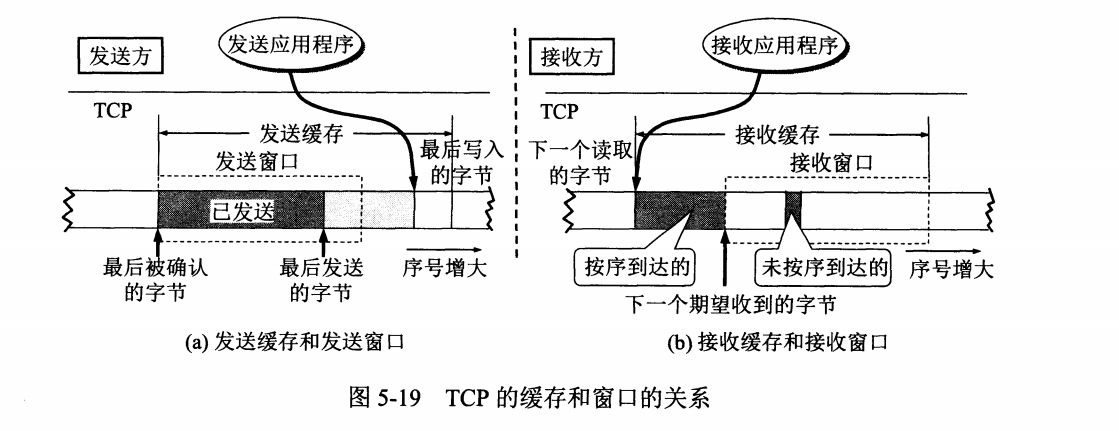 发送方
发送应用程序
TCP
发送缓存
最后写入
的字节
发送窗口
已发送
最后被确认
的字节
最后发送
的字节
序号增大
(a) 发送缓存和发送窗口
接收方
接收应用程序
接收缓存
下一个读取
的字节
接收窗口
按序到达的
未按序到达的
序号增大
下一个期望收到的字节
(b) 接收缓存和接收窗口
图 5-19 TCP 的缓存和窗口的关系